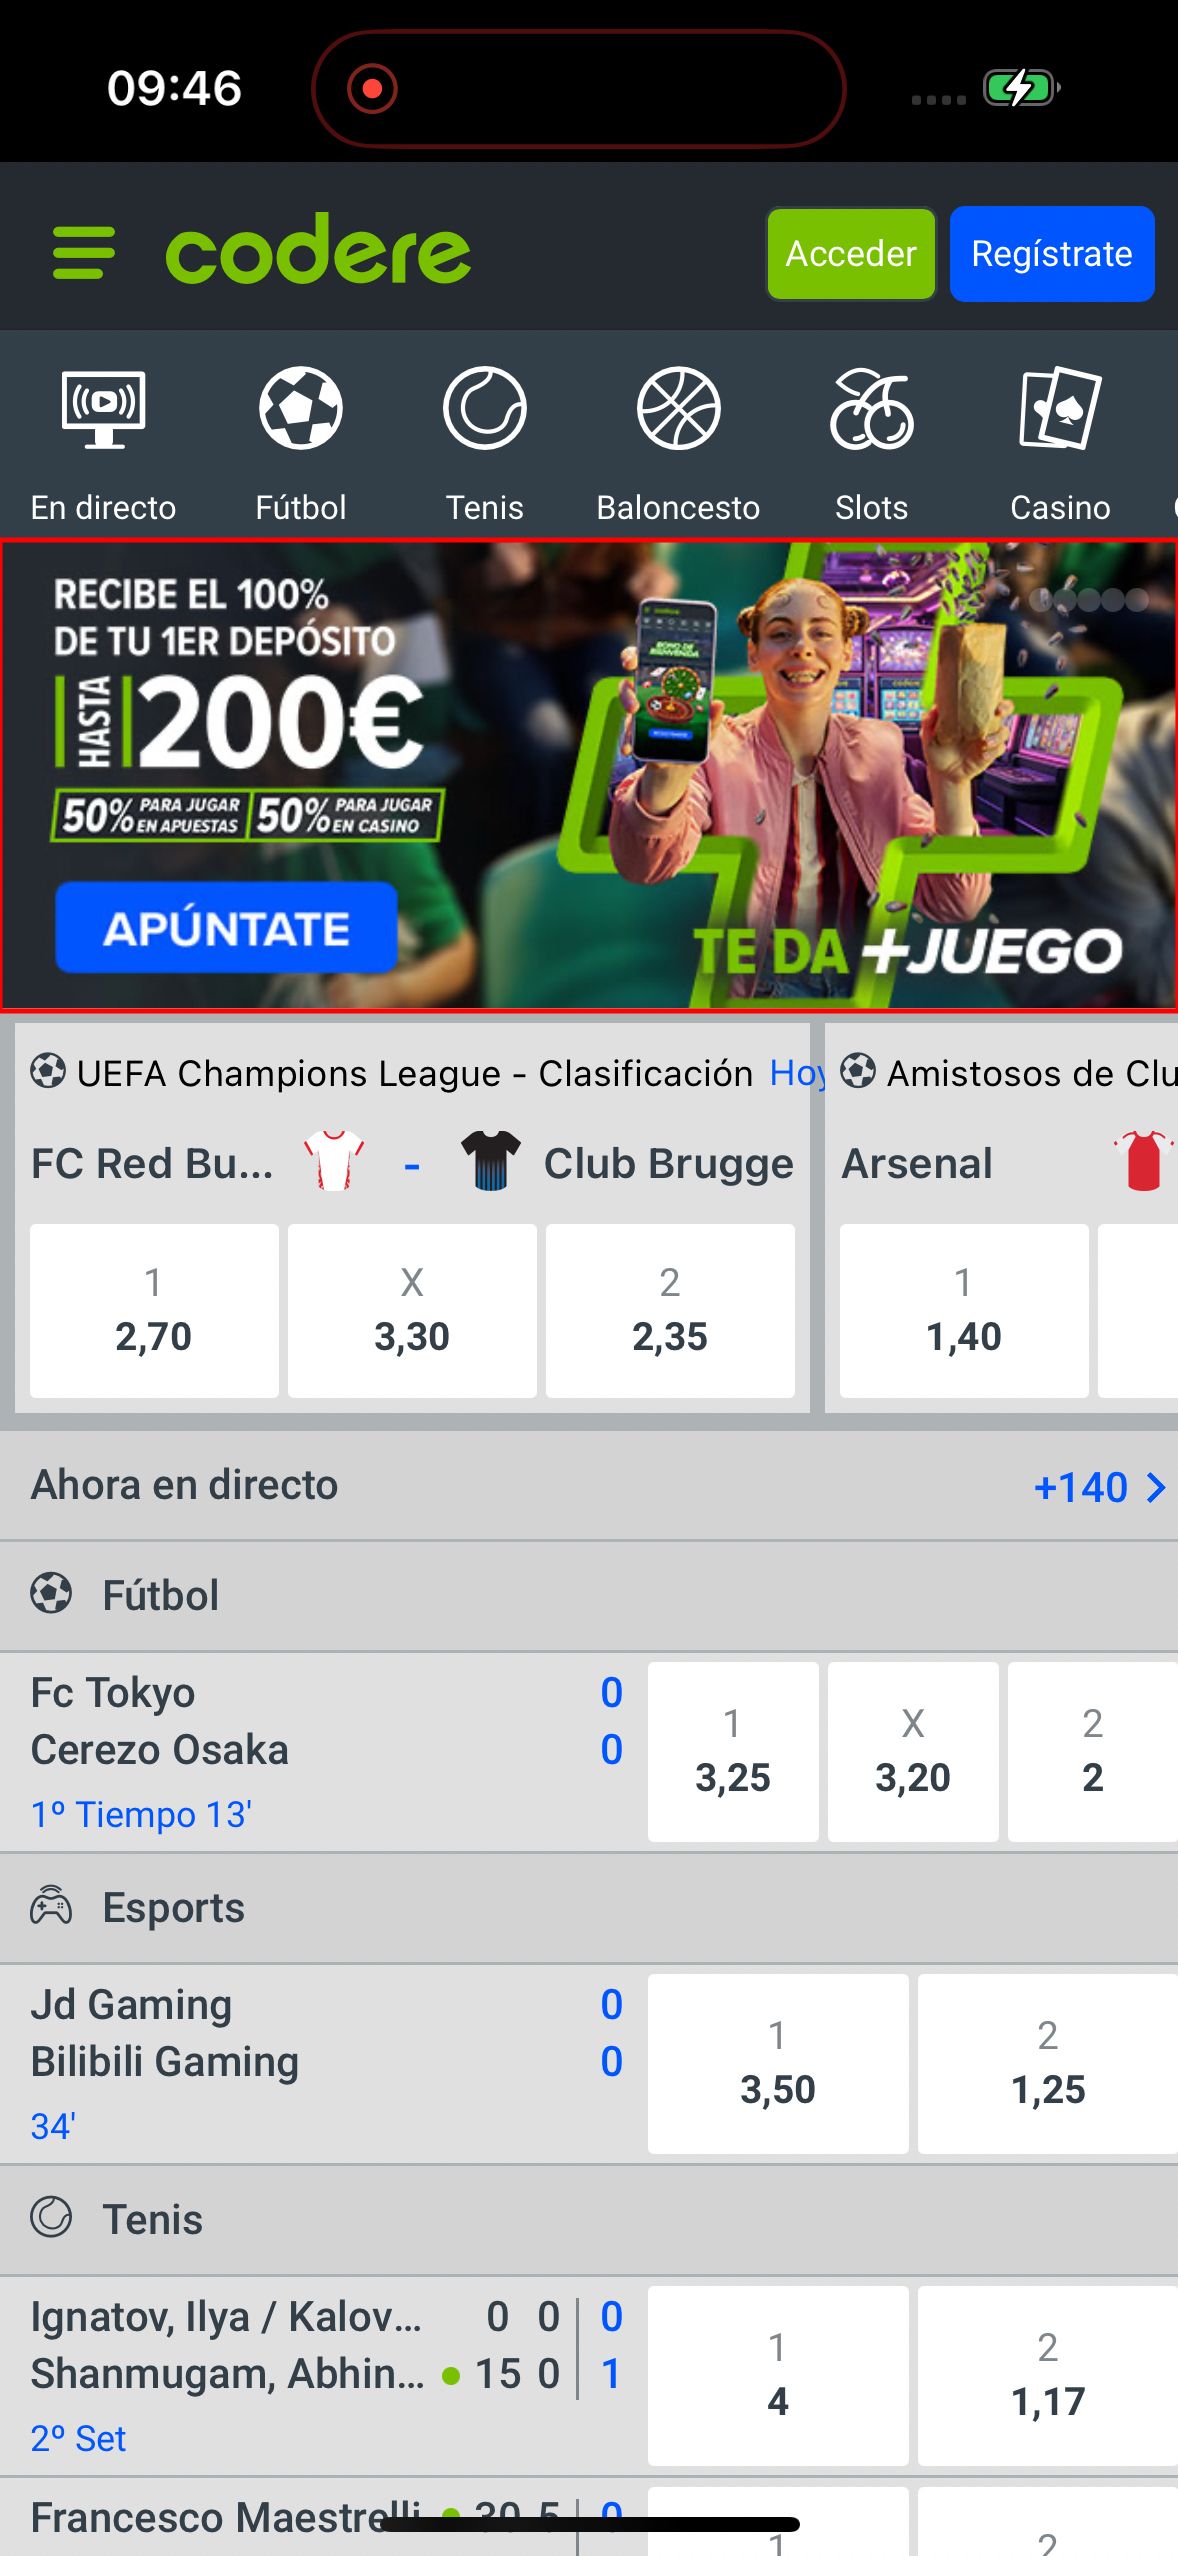 09:46
codere
Acceder
Regístrate
En directo
Fútbol
Tenis
Baloncesto
Slots
Casino
RECIBE EL 100%
DE TU 1ER DEPÓSITO
HASTA 200€
50% PARA JUGAR EN APUESTAS 50% PARA JUGAR EN CASINO
APÚNTATE
TE DA +JUEGO
UEFA Champions League - Clasificación Hoy
FC Red Bu... - Club Brugge
1 X 2
2,70 3,30 2,35
Amistosos de Clu
Arsenal
1
1,40
Ahora en directo +140
Fútbol
Fc Tokyo 0
Cerezo Osaka 0
1º Tiempo 13'
1 X 2
3,25 3,20 2
Esports
Jd Gaming 0
Bilibili Gaming 0
34'
1 2
3,50 1,25
Tenis
Ignatov, Ilya / Kalov... 0 0 0
Shanmugam, Abhin... 15 0 1
2º Set
1 2
4 1,17
Francesco Maestrelli 30 5 0
1 2